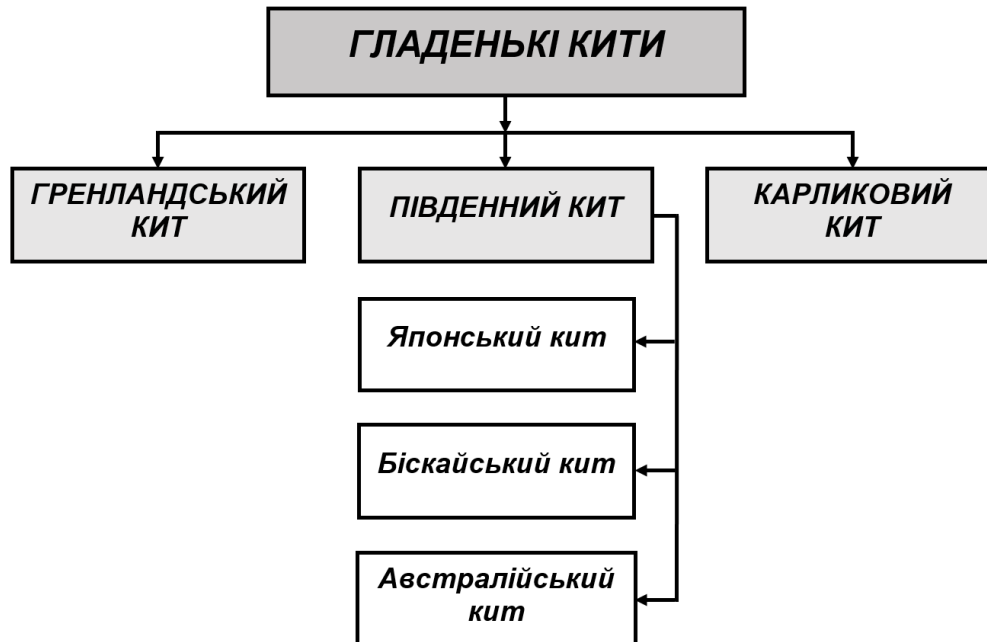 ГЛАДЕНЬКІ КИТИ
ГРЕНЛАНДСЬКИЙ
КИТ
ПІВДЕННИЙ КИТ
КАРЛИКОВИЙ
КИТ
Японський кит
Біскайський кит
Австралійський
кит